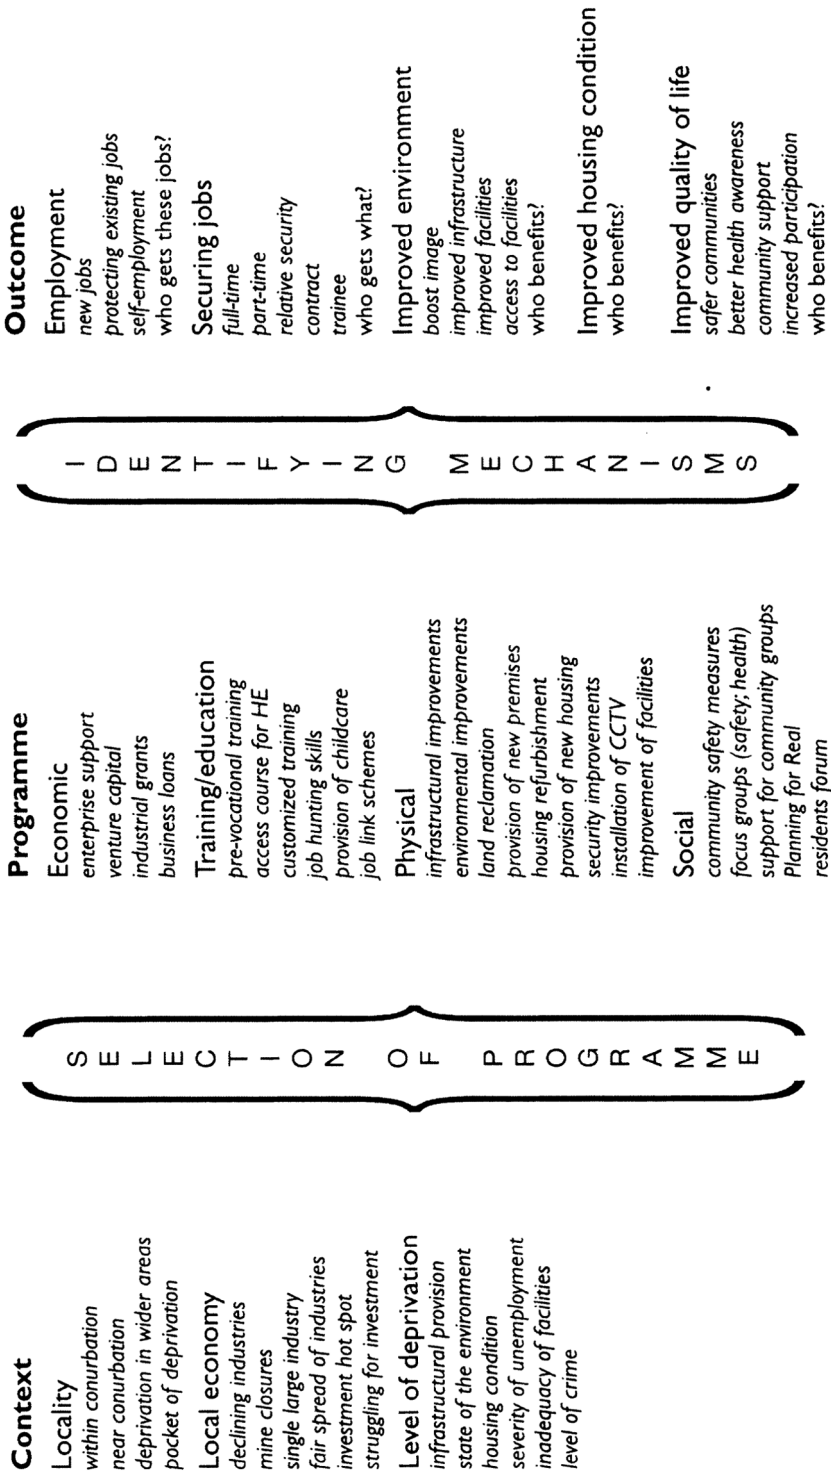 Context
Locality
within conurbation
near conurbation
deprivation in wider areas
pocket of deprivation
Local economy
declining industries
mine closures
single large industry
fair spread of industries
investment hot spot
struggling for investment
Level of deprivation
infrastructural provision
state of the environment
housing condition
severity of unemployment
inadequacy of facilities
level of crime
SELECTION OF PROGRAMME
Programme
Economic
enterprise support
venture capital
industrial grants
business loans
Training/education
pre-vocational training
access course for HE
customized training
job hunting skills
provision of childcare
job link schemes
Physical
infrastructural improvements
environmental improvements
land reclamation
provision of new premises
housing refurbishment
provision of new housing
security improvements
installation of CCTV
improvement of facilities
Social
community safety measures
focus groups (safety; health)
support for community groups
Planning for Real
residents forum
IDENTIFYING MECHANISMS
Outcome
Employment
new jobs
protecting existing jobs
self-employment
who gets these jobs?
Securing jobs
full-time
part-time
relative security
contract
trainee
who gets what?
Improved environment
boost image
improved infrastructure
improved facilities
access to facilities
who benefits?
Improved housing condition
who benefits?
Improved quality of life
safer communities
better health awareness
community support
increased participation
who benefits?